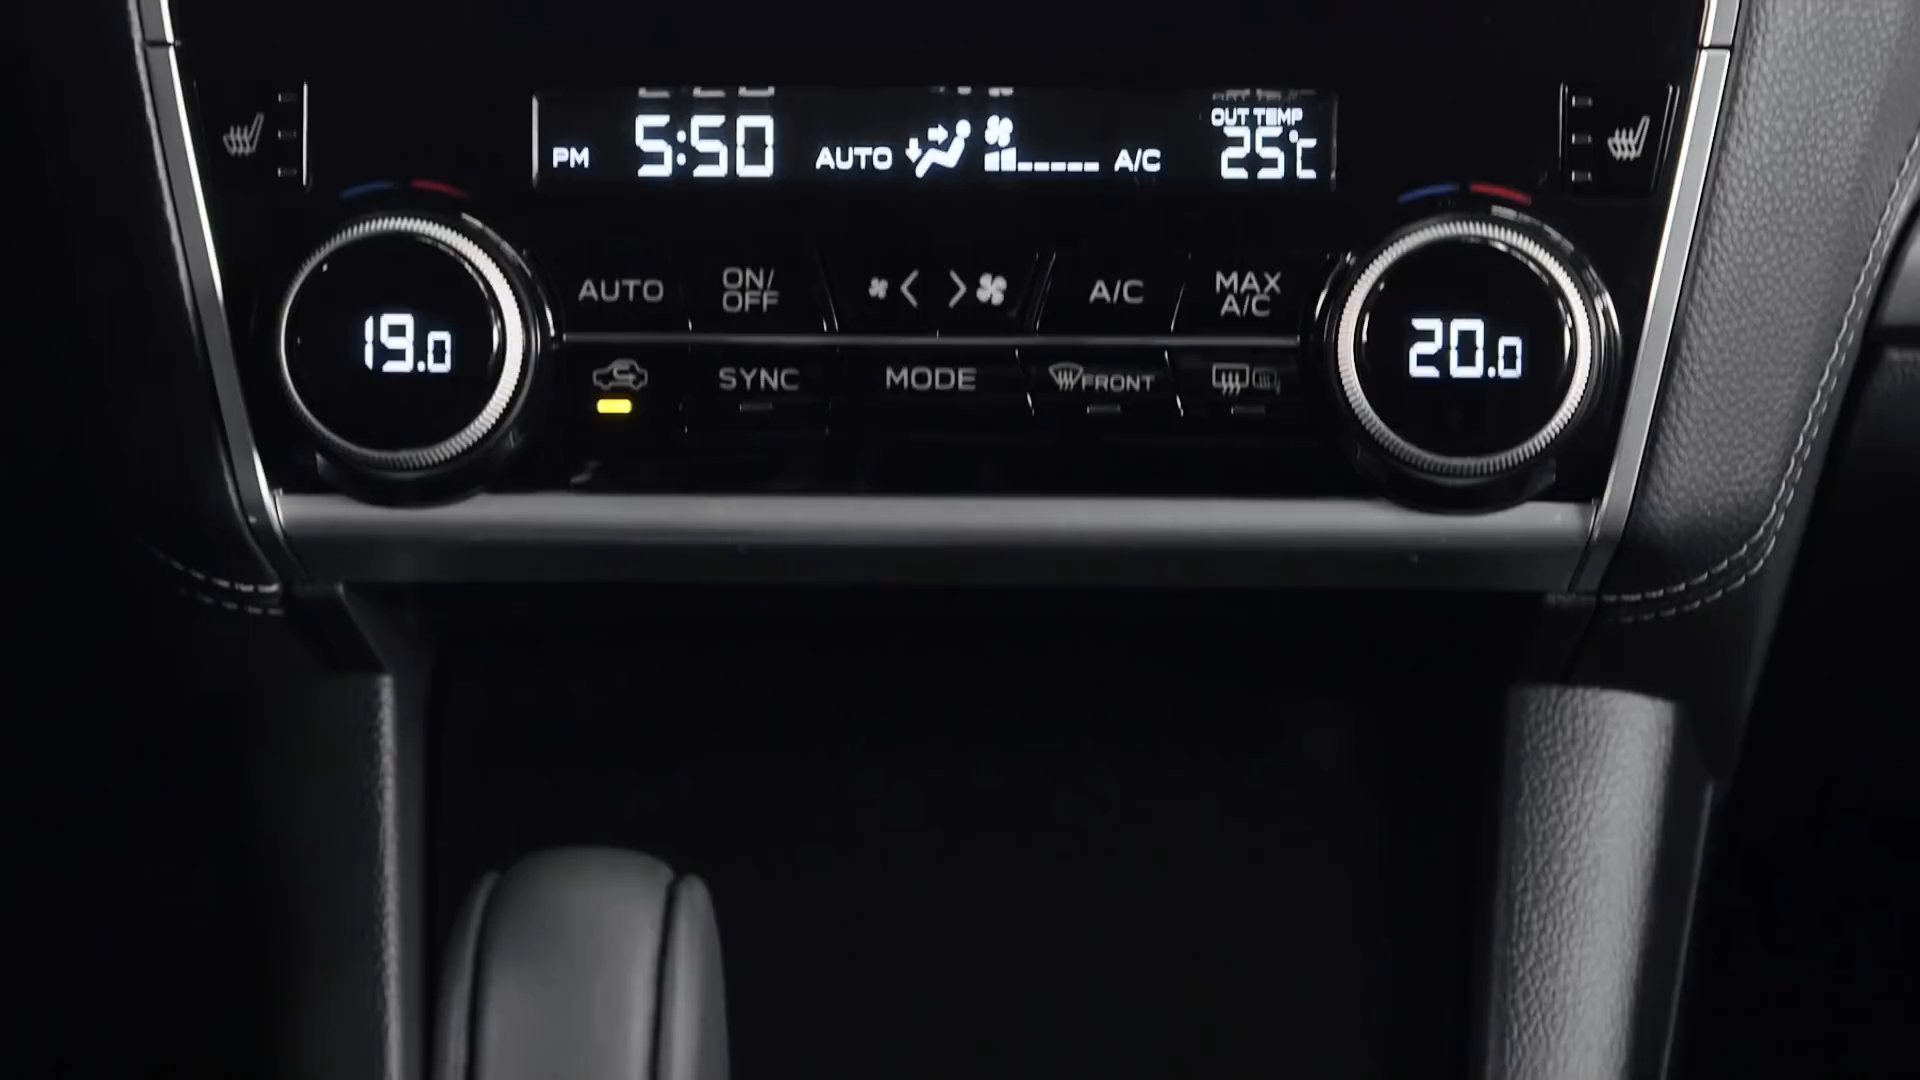 OUT TEMP
PM 5:50 AUTO A/C 25°C
AUTO ON/OFF A/C MAX A/C
19.0 20.0
SYNC MODE FRONT